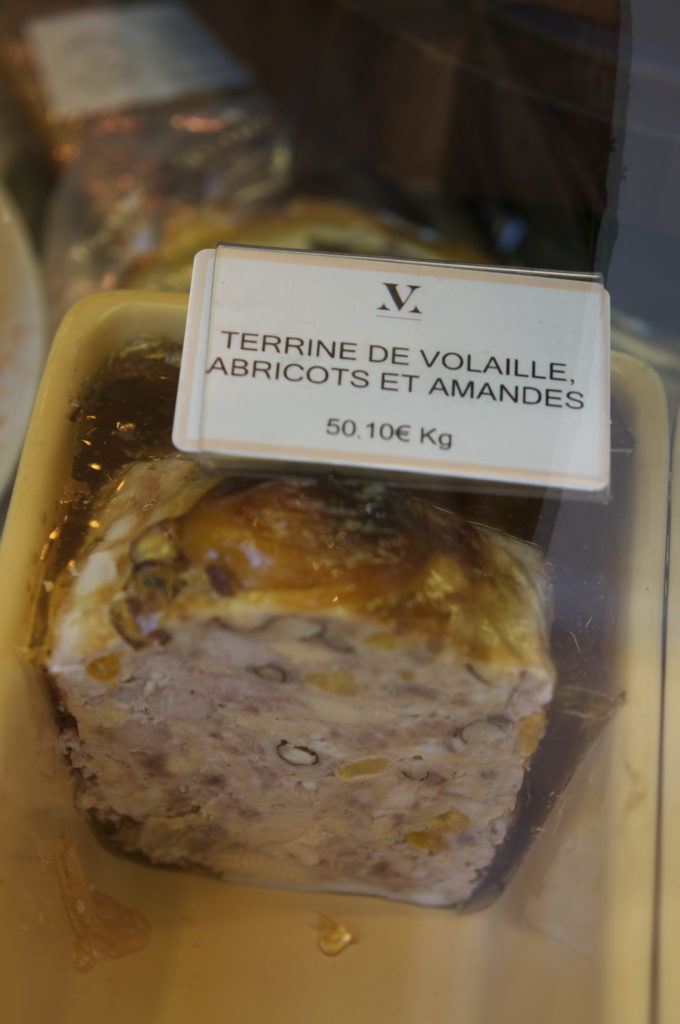 V.
TERRINE DE VOLAILLE,
ABRICOTS ET AMANDES
50.10€ Kg